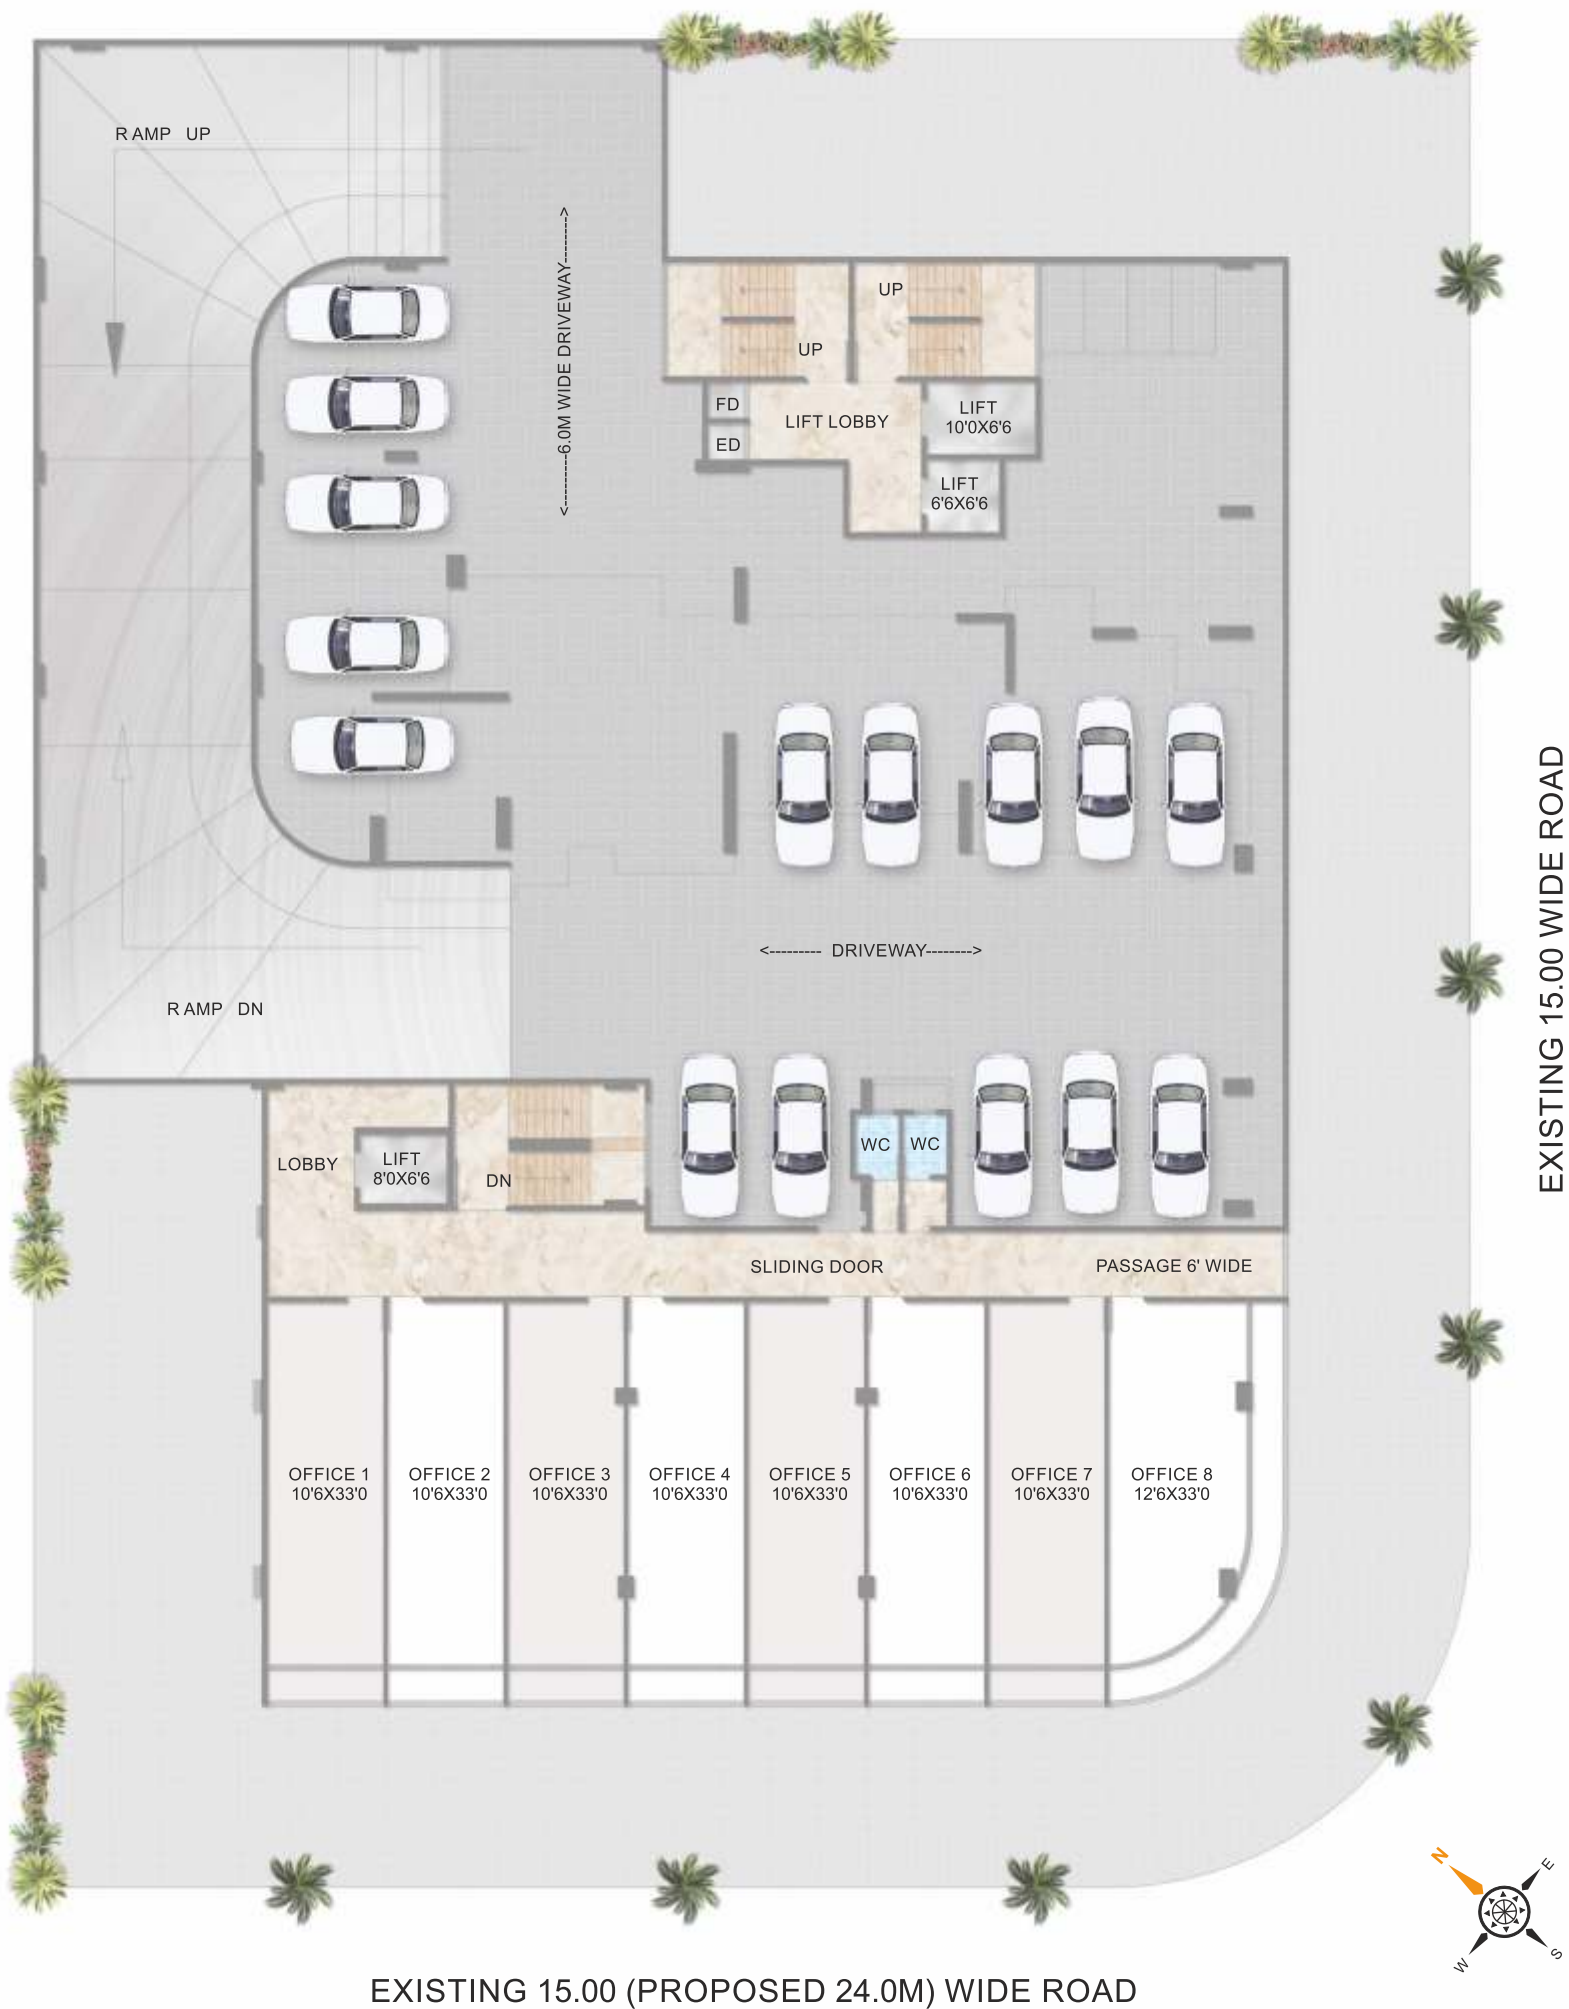 R AMP UP
<---------6.0M WIDE DRIVEWAY--------->
UP
UP
FD
ED
LIFT LOBBY
LIFT
10'0X6'6
LIFT
6'6X6'6
EXISTING 15.00 WIDE ROAD
<--------- DRIVEWAY-------->
R AMP DN
LOBBY
LIFT
8'0X6'6
DN
WC
WC
SLIDING DOOR
PASSAGE 6' WIDE
OFFICE 1
10'6X33'0
OFFICE 2
10'6X33'0
OFFICE 3
10'6X33'0
OFFICE 4
10'6X33'0
OFFICE 5
10'6X33'0
OFFICE 6
10'6X33'0
OFFICE 7
10'6X33'0
OFFICE 8
12'6X33'0
N
E
W
S
EXISTING 15.00 (PROPOSED 24.0M) WIDE ROAD